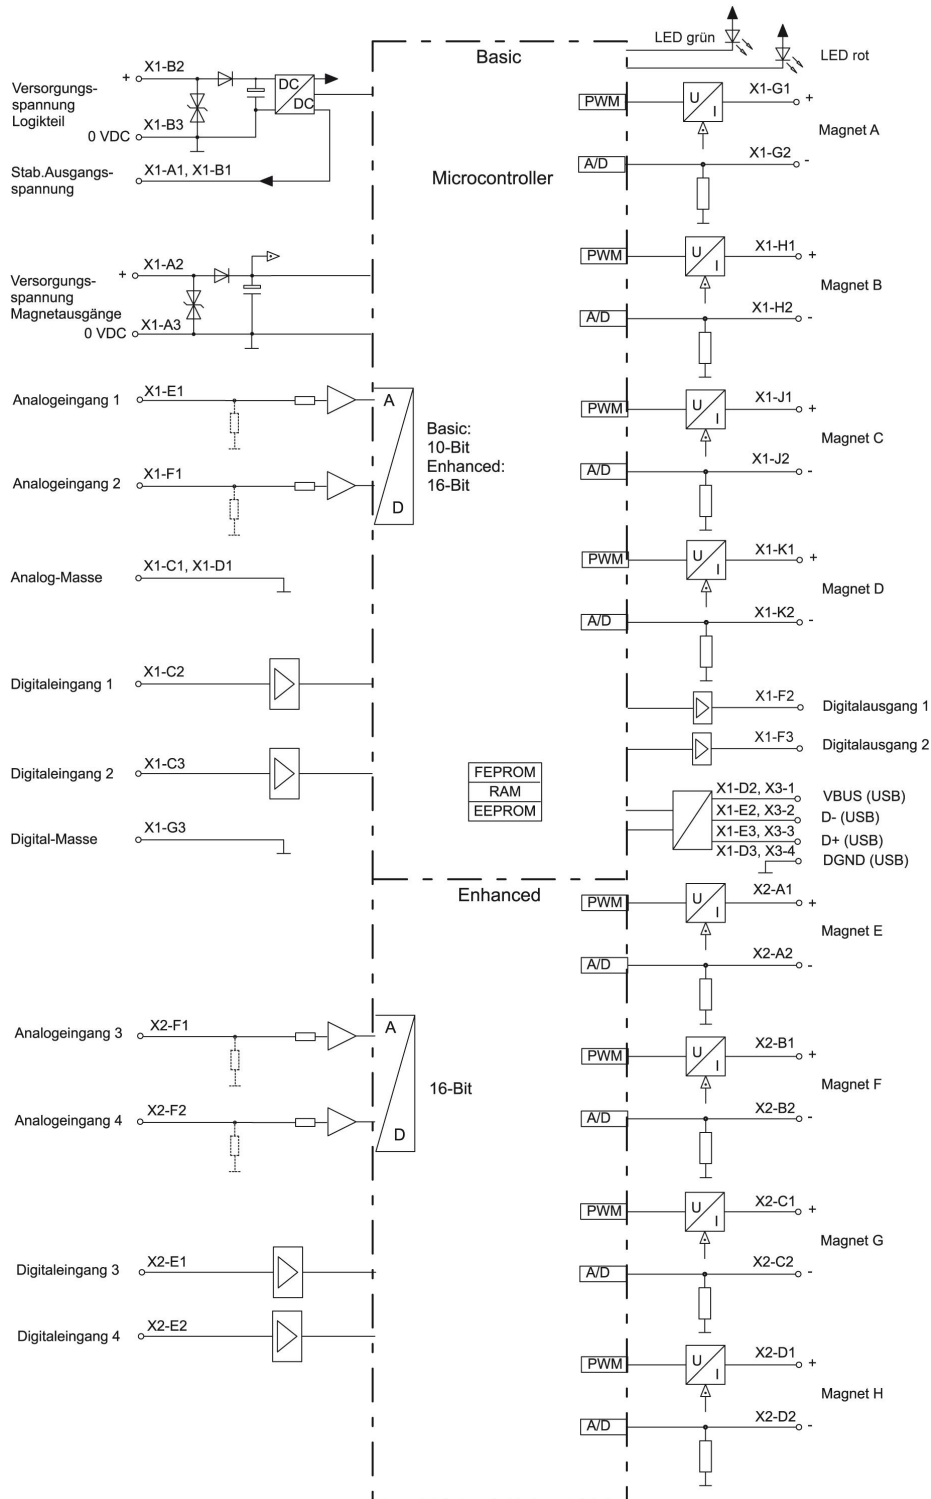 Basic
LED grün
LED rot
X1-B2
+
Versorgungs-
spannung
Logikteil
DC
DC
X1-B3
0 VDC
Stab.Ausgangs-
spannung
X1-A1, X1-B1
Microcontroller
PWM
U
I
X1-G1
+
Magnet A
A/D
X1-G2
-
PWM
U
I
X1-H1
+
Magnet B
A/D
X1-H2
-
X1-A2
+
Versorgungs-
spannung
Magnetausgänge
X1-A3
0 VDC
Analogeingang 1
X1-E1
A
Basic:
10-Bit
Enhanced:
16-Bit
Analogeingang 2
X1-F1
D
PWM
U
I
X1-J1
+
Magnet C
A/D
X1-J2
-
Analog-Masse
X1-C1, X1-D1
PWM
U
I
X1-K1
+
Magnet D
A/D
X1-K2
-
Digitaleingang 1
X1-C2
X1-F2
Digitalausgang 1
X1-F3
Digitalausgang 2
Digitaleingang 2
X1-C3
FEPROM
RAM
EEPROM
X1-D2, X3-1
VBUS (USB)
X1-E2, X3-2
D- (USB)
X1-E3, X3-3
D+ (USB)
X1-D3, X3-4
DGND (USB)
Digital-Masse
X1-G3
Enhanced
PWM
U
I
X2-A1
+
Magnet E
A/D
X2-A2
-
Analogeingang 3
X2-F1
A
16-Bit
Analogeingang 4
X2-F2
D
PWM
U
I
X2-B1
+
Magnet F
A/D
X2-B2
-
PWM
U
I
X2-C1
+
Magnet G
A/D
X2-C2
-
Digitaleingang 3
X2-E1
Digitaleingang 4
X2-E2
PWM
U
I
X2-D1
+
Magnet H
A/D
X2-D2
-